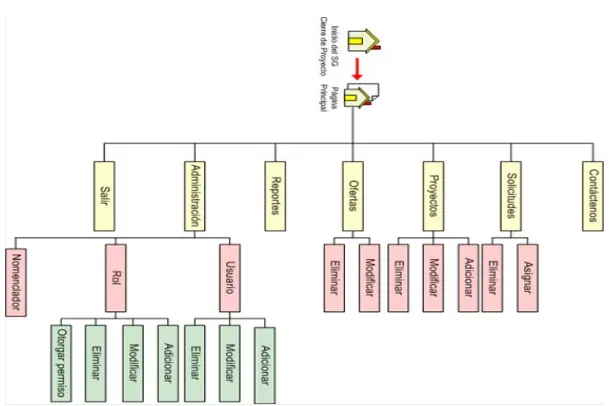 Inicio del SG
Cierre de Proyecto
Página
Principal
Salir
Administración
Reportes
Ofertas
Proyectos
Solicitudes
Contáctenos
Nomenclador
Rol
Usuario
Eliminar
Modificar
Eliminar
Modificar
Adicionar
Eliminar
Asignar
Otorgar permiso
Eliminar
Modificar
Adicionar
Eliminar
Modificar
Adicionar